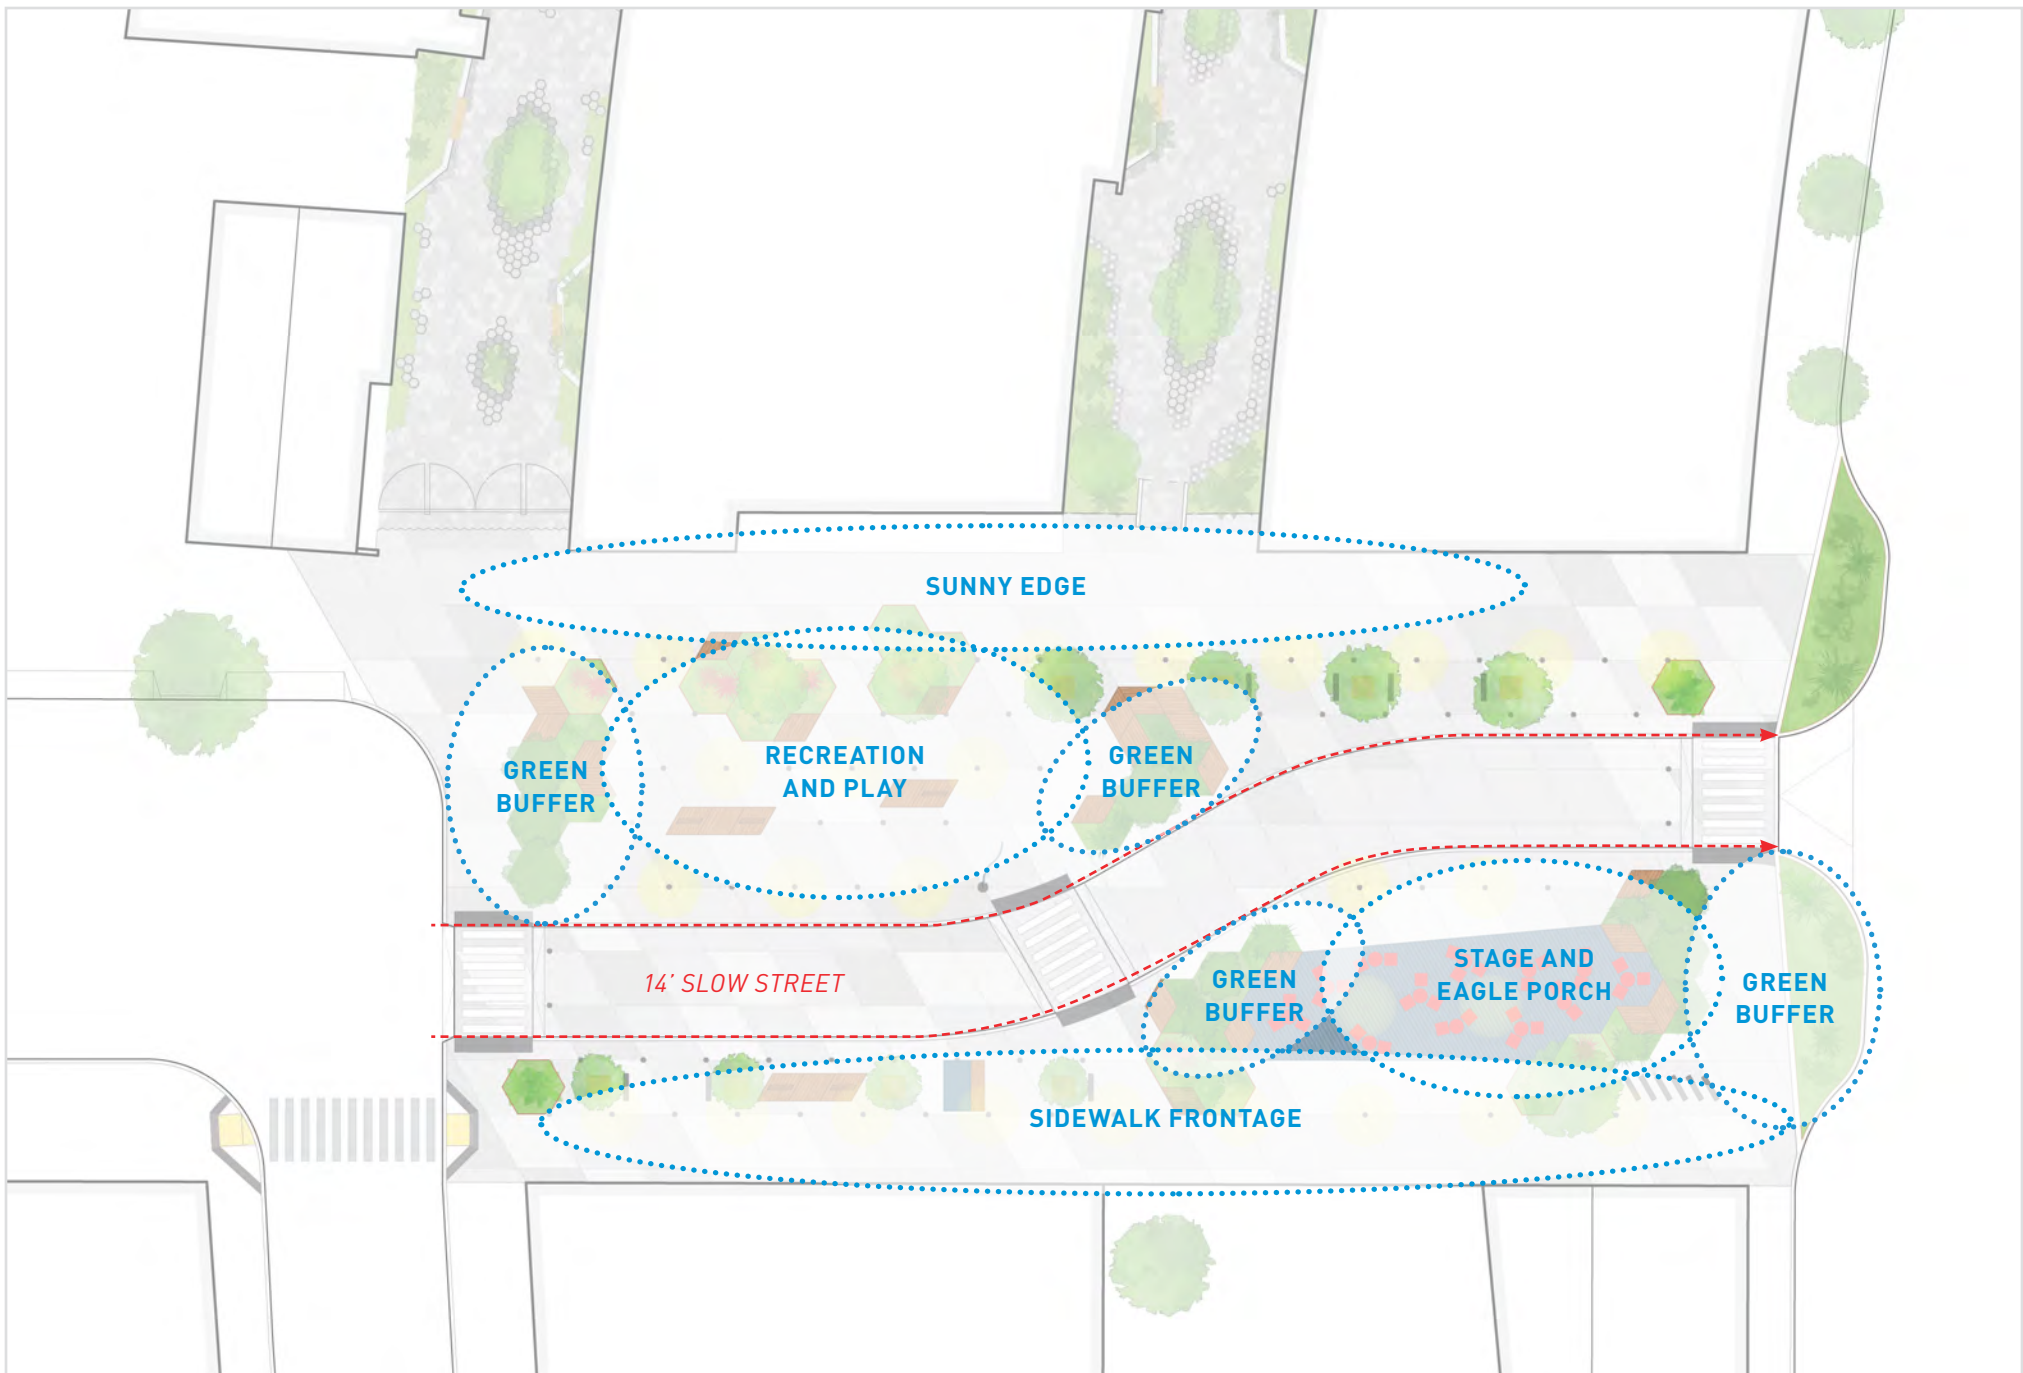 SUNNY EDGE
RECREATION
AND PLAY
GREEN
BUFFER
GREEN
BUFFER
14' SLOW STREET
GREEN
BUFFER
STAGE AND
EAGLE PORCH
GREEN
BUFFER
SIDEWALK FRONTAGE